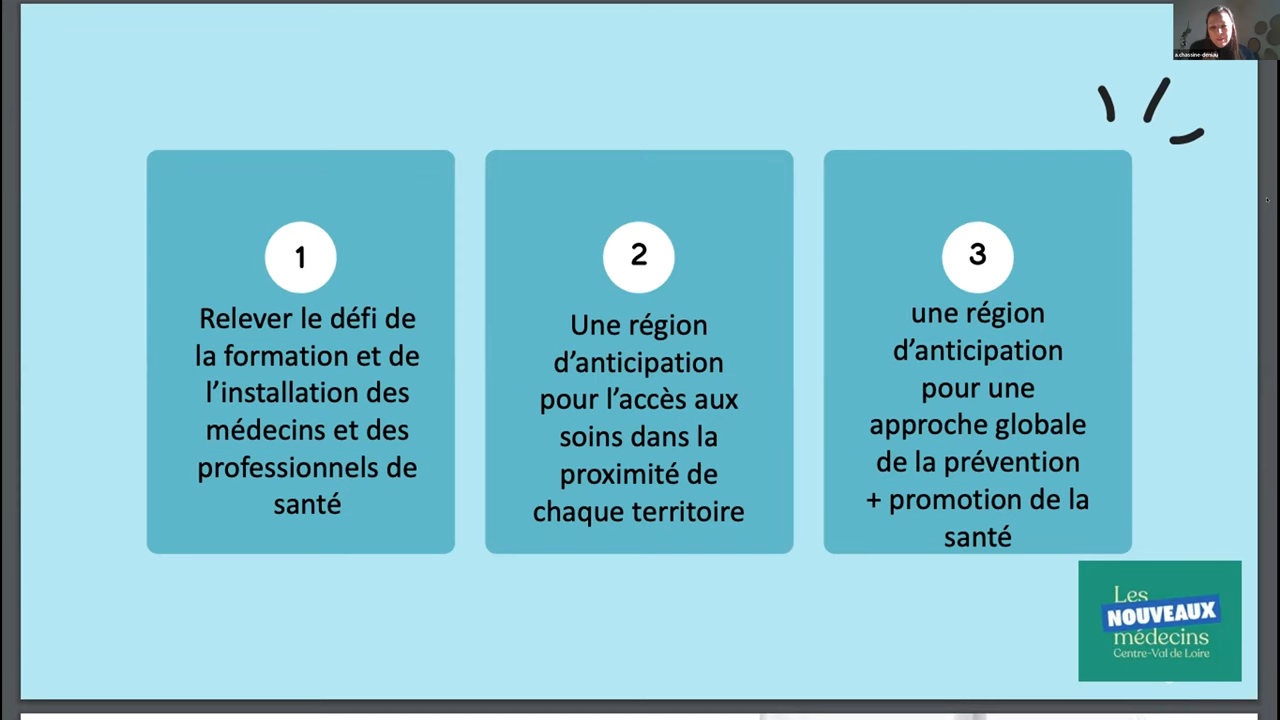 a.chassine-deniau
1
Relever le défi de
la formation et de
l’installation des
médecins et des
professionnels de
santé
2
Une région
d’anticipation
pour l’accès aux
soins dans la
proximité de
chaque territoire
3
une région
d’anticipation
pour une
approche globale
de la prévention
+ promotion de la
santé
Les
NOUVEAUX
médecins
Centre-Val de Loire